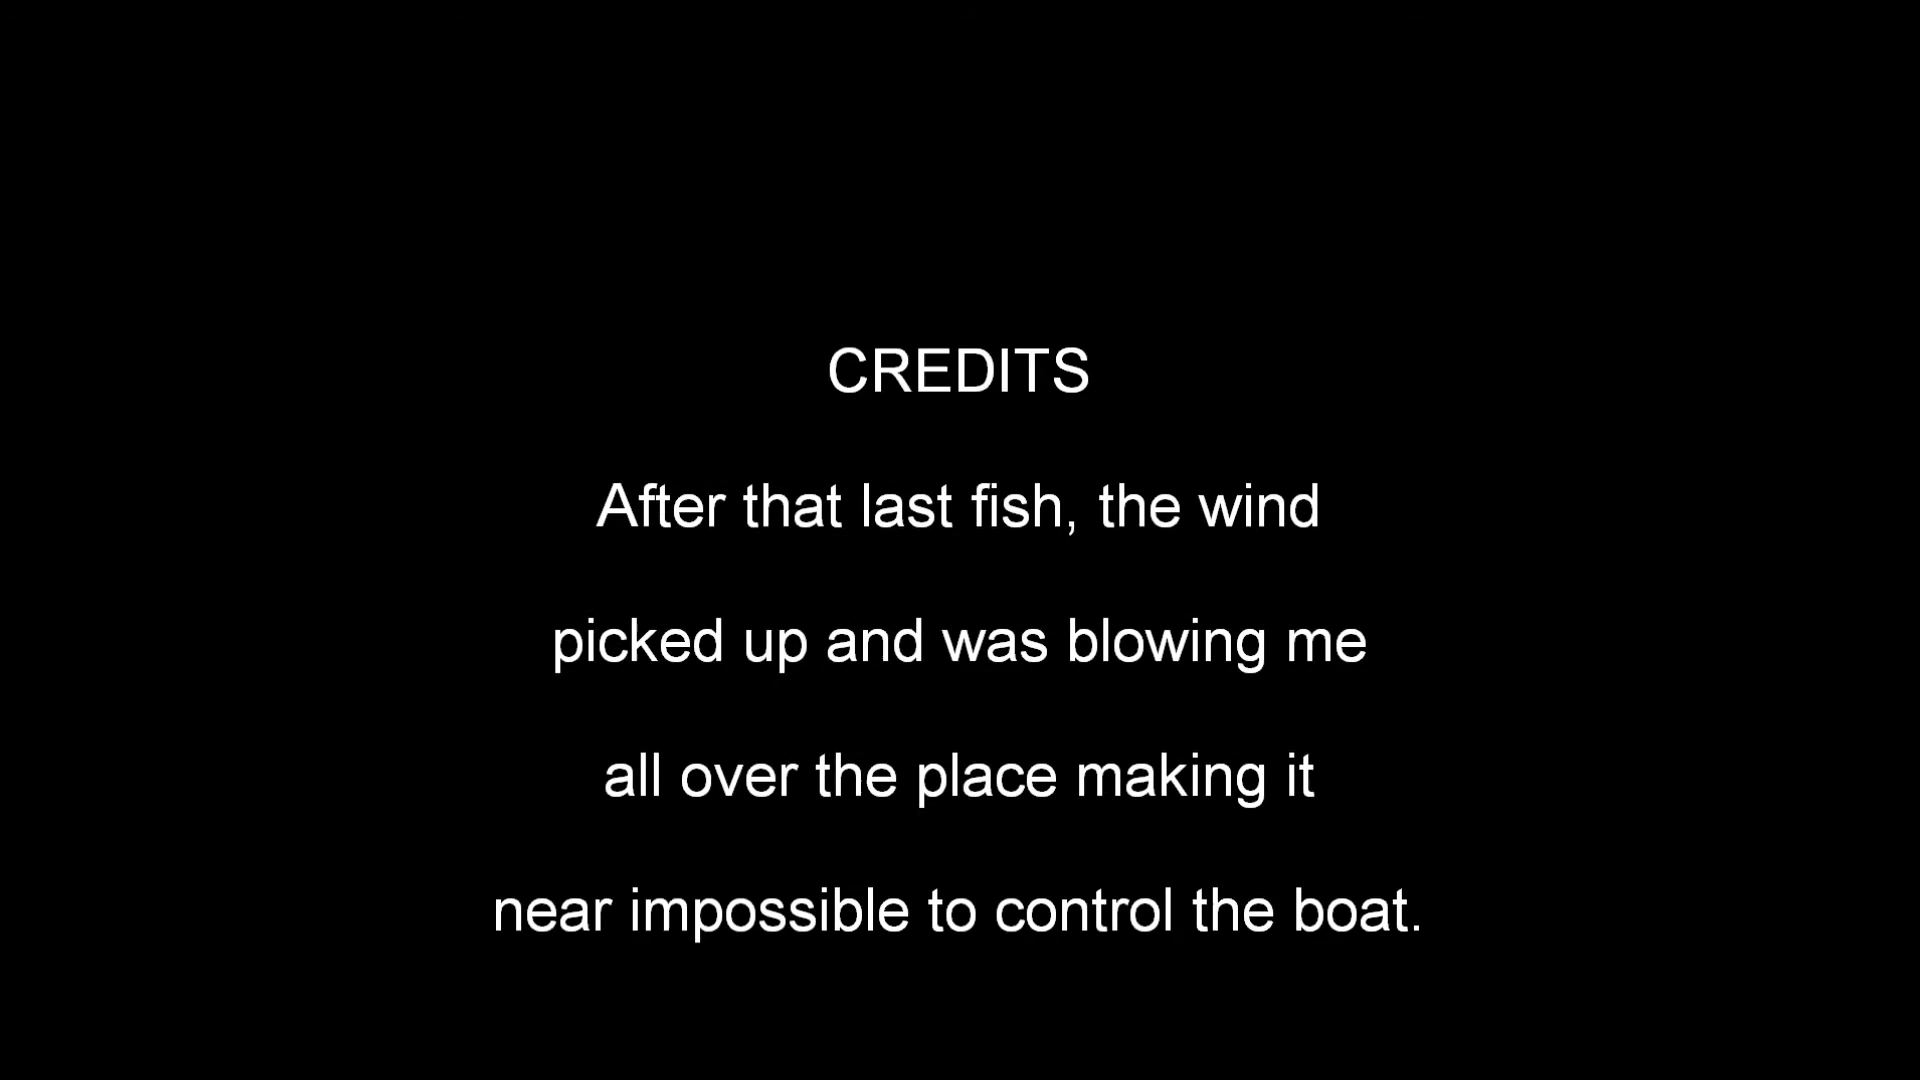 CREDITS
After that last fish, the wind
picked up and was blowing me
all over the place making it
near impossible to control the boat.